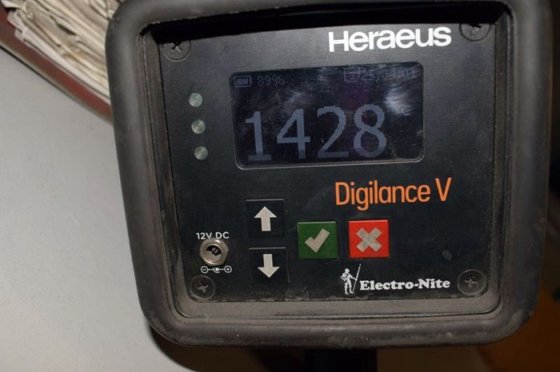 Heraeus
89%
1428
Digilance V
12V DC
Electro-Nite